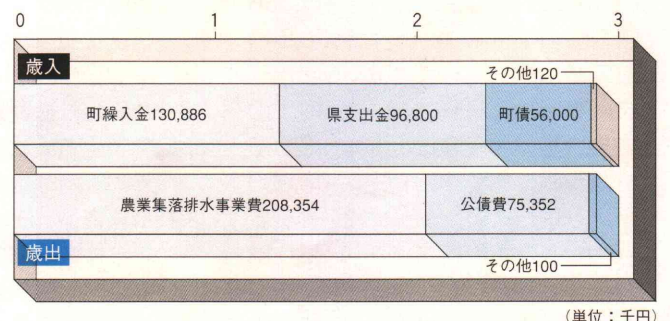 0 1 2 3
歳入
その他120
町繰入金130,886 県支出金96,800 町債56,000
農業集落排水事業費208,354 公債費75,352
歳出
その他100
(単位：千円)